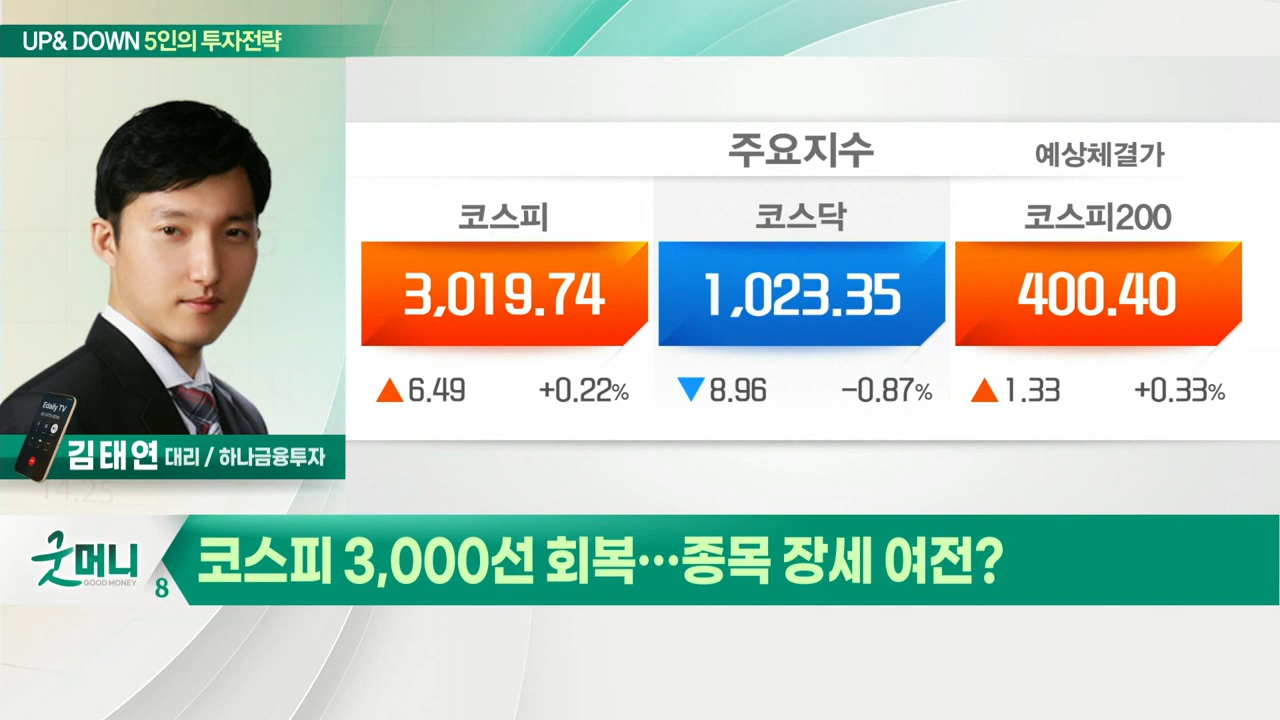 UP& DOWN 5인의 투자전략
주요지수
예상체결가
코스피
코스닥
코스피200
3,019.74
1,023.35
400.40
▲6.49 +0.22%
▼8.96 -0.87%
▲1.33 +0.33%
Edaily TV
김태연 대리 / 하나금융투자
14.25
굿머니
GOOD MONEY
8
코스피 3,000선 회복…종목 장세 여전?